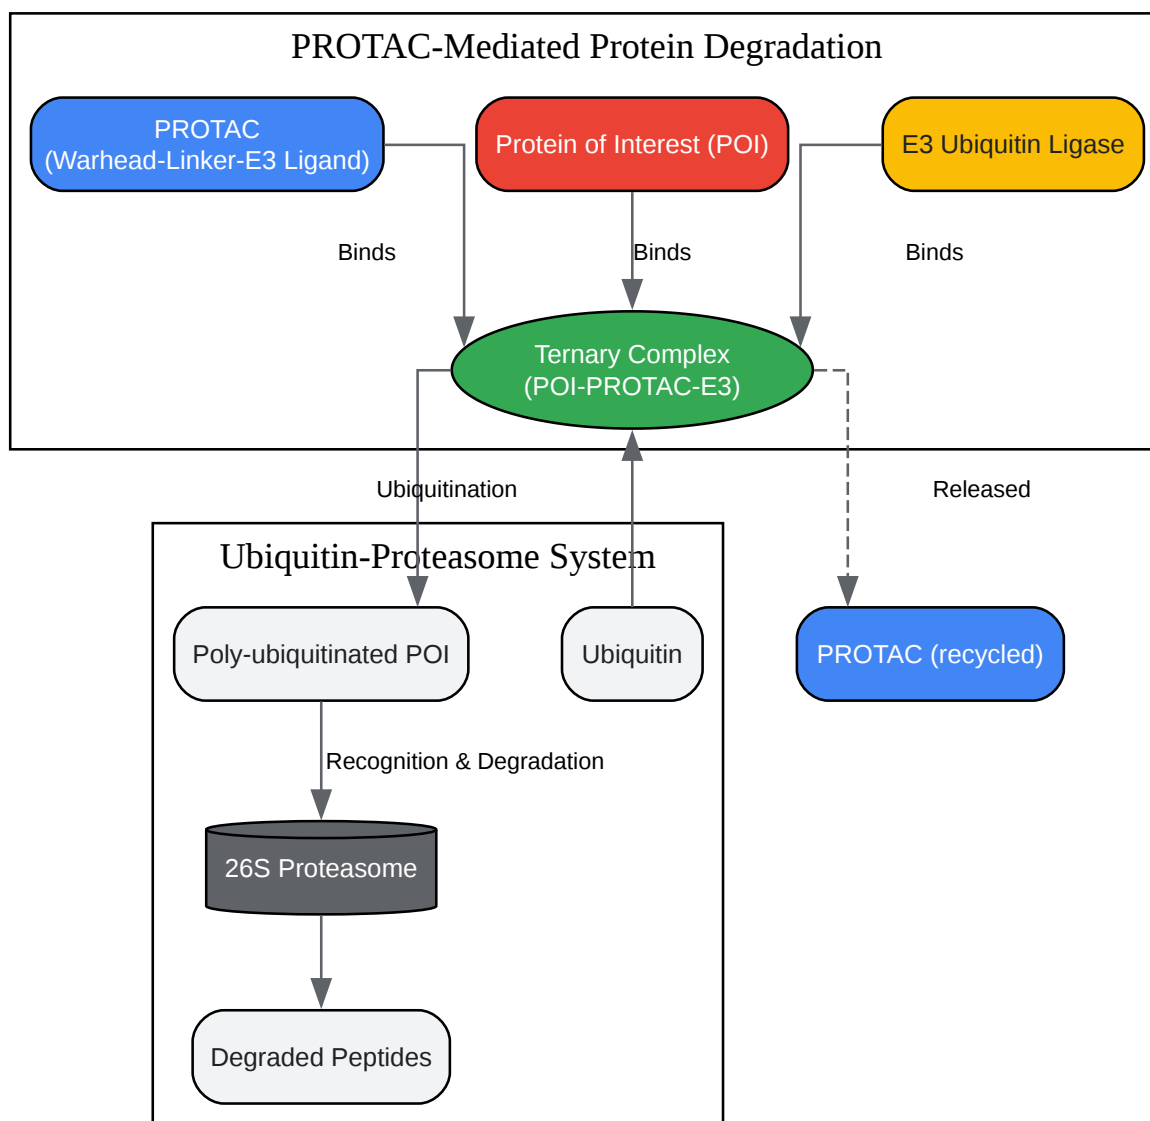 PROTAC-Mediated Protein Degradation
PROTAC
(Warhead-Linker-E3 Ligand)
Protein of Interest (POI)
E3 Ubiquitin Ligase
Binds
Binds
Binds
Ternary Complex
(POI-PROTAC-E3)
Ubiquitination
Released
Ubiquitin-Proteasome System
Poly-ubiquitinated POI
Ubiquitin
PROTAC (recycled)
Recognition & Degradation
26S Proteasome
Degraded Peptides